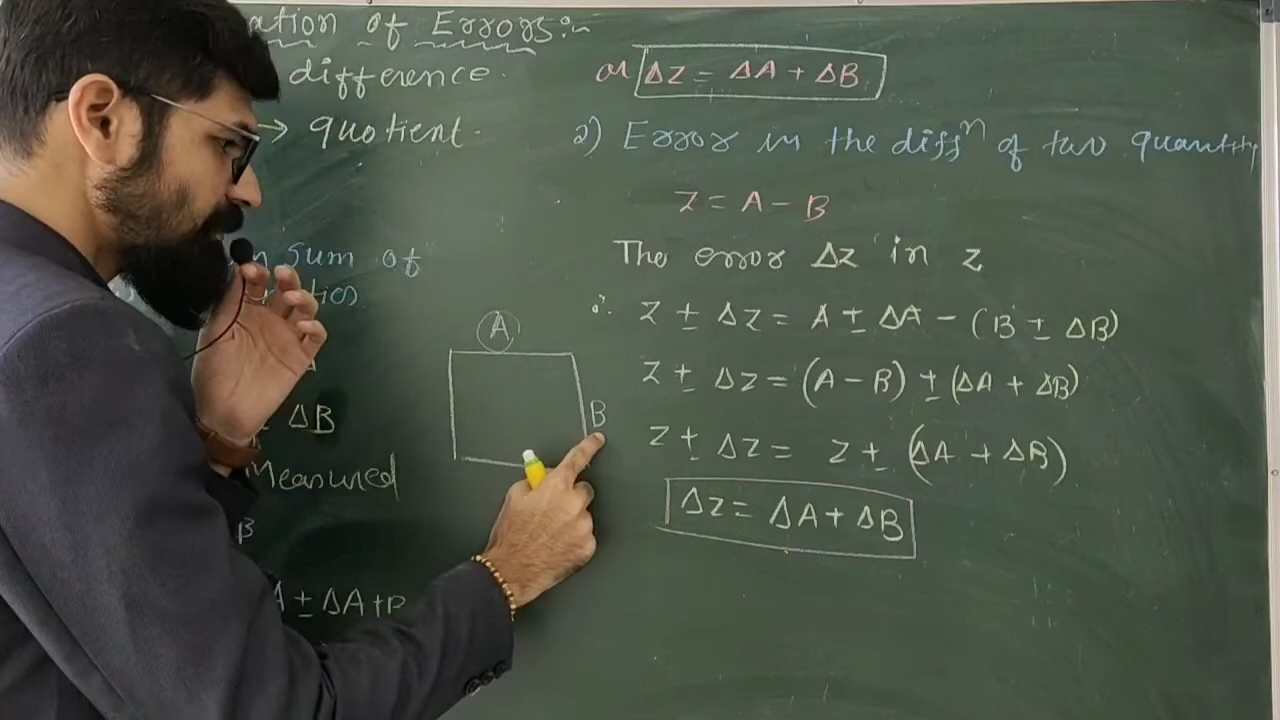 ation of Errors:-
difference.
→ quotient.
Sum of
ΔB
Measured
B
A ± ΔA + B
A
B
or ΔZ = ΔA + ΔB
2) Error in the diffⁿ of two quantity
Z = A - B
The error ΔZ in Z
∴ Z ± ΔZ = A ± ΔA - (B ± ΔB)
Z ± ΔZ = (A - B) ± (ΔA + ΔB)
Z ± ΔZ = Z ± (ΔA + ΔB)
ΔZ = ΔA + ΔB